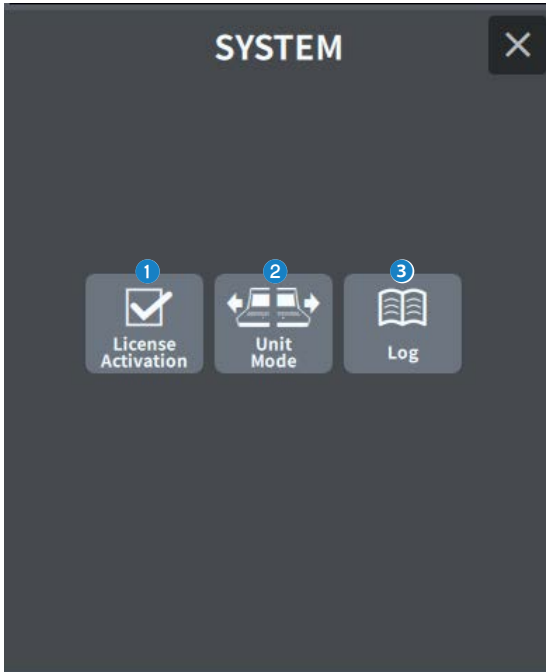 SYSTEM
1
2
3
License
Activation
Unit
Mode
Log